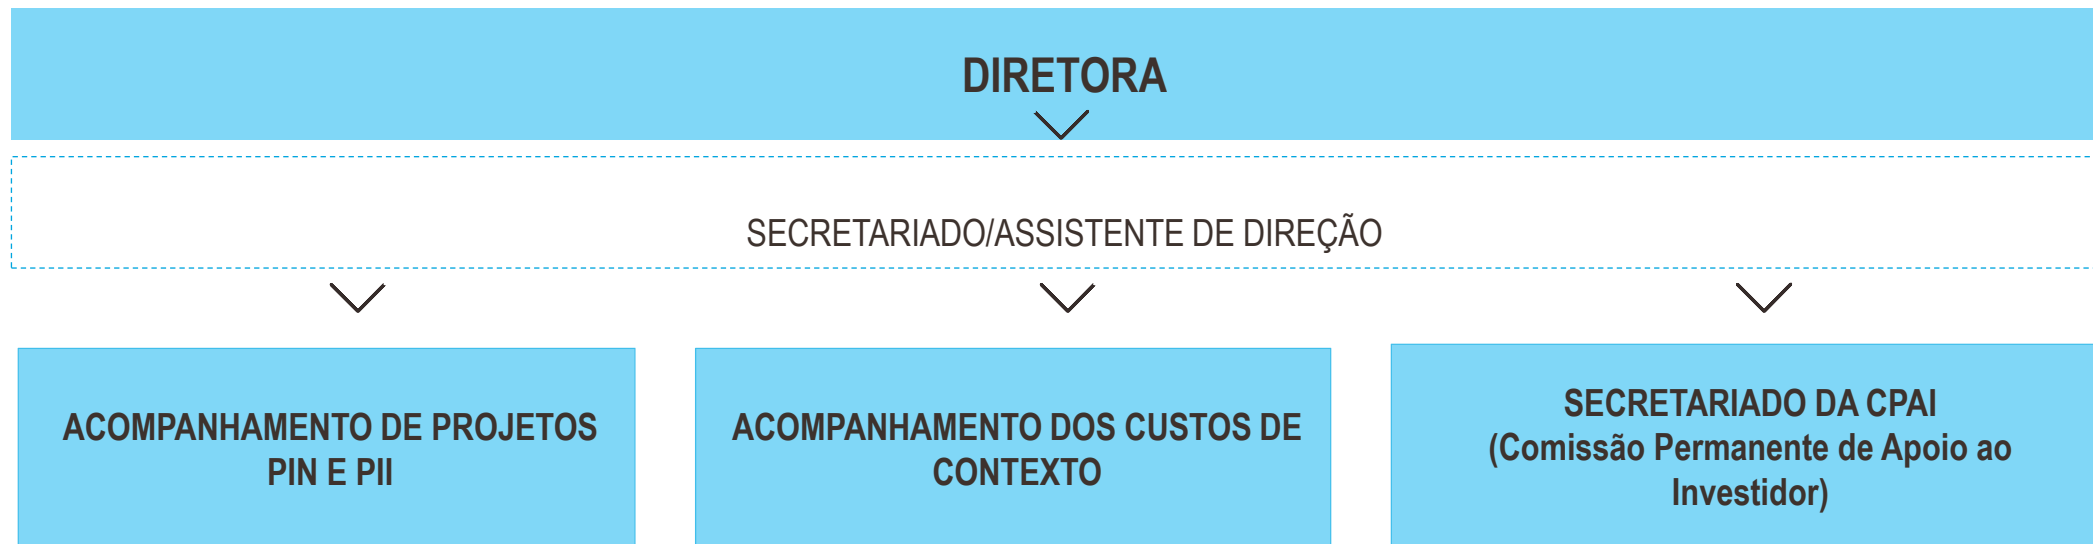 DIRETORA
SECRETARIADO/ASSISTENTE DE DIREÇÃO
ACOMPANHAMENTO DE PROJETOS
PIN E PII
ACOMPANHAMENTO DOS CUSTOS DE
CONTEXTO
SECRETARIADO DA CPAI
(Comissão Permanente de Apoio ao
Investidor)